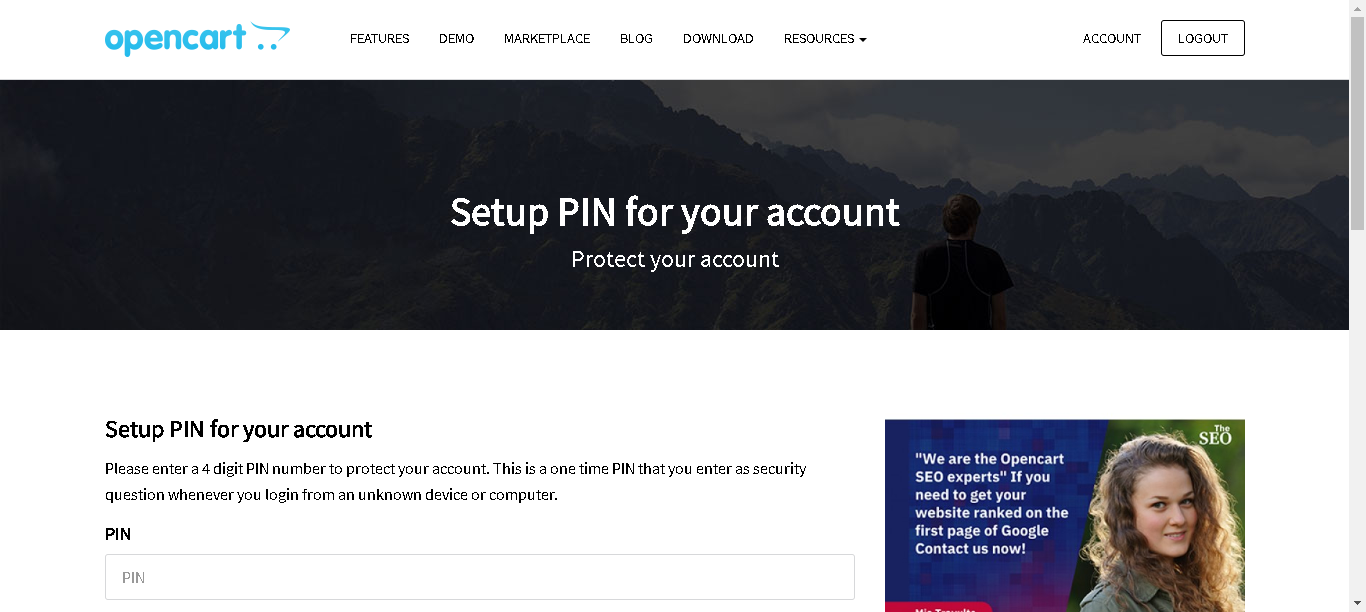 opencart
FEATURES
DEMO
MARKETPLACE
BLOG
DOWNLOAD
RESOURCES
ACCOUNT
LOGOUT
Setup PIN for your account
Protect your account
Setup PIN for your account
Please enter a 4 digit PIN number to protect your account. This is a one time PIN that you enter as security
question whenever you login from an unknown device or computer.
PIN
PIN
The
SEO
"We are the Opencart
SEO experts" If you
need to get your
website ranked on the
first page of Google
Contact us now!